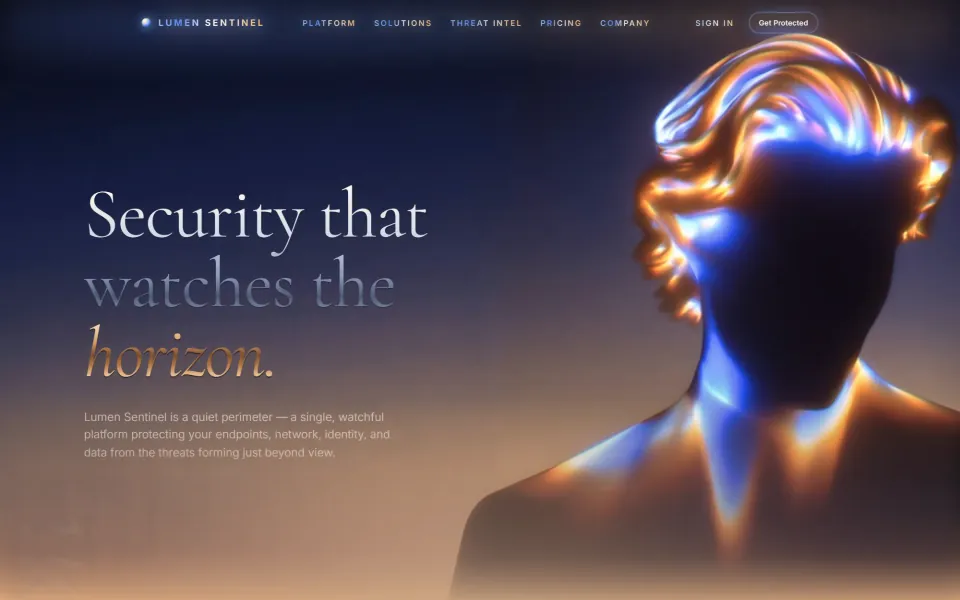 LUMEN SENTINEL PLATFORM SOLUTIONS THREAT INTEL PRICING COMPANY SIGN IN Get Protected
Security that
watches the
horizon.
Lumen Sentinel is a quiet perimeter — a single, watchful
platform protecting your endpoints, network, identity, and
data from the threats forming just beyond view.